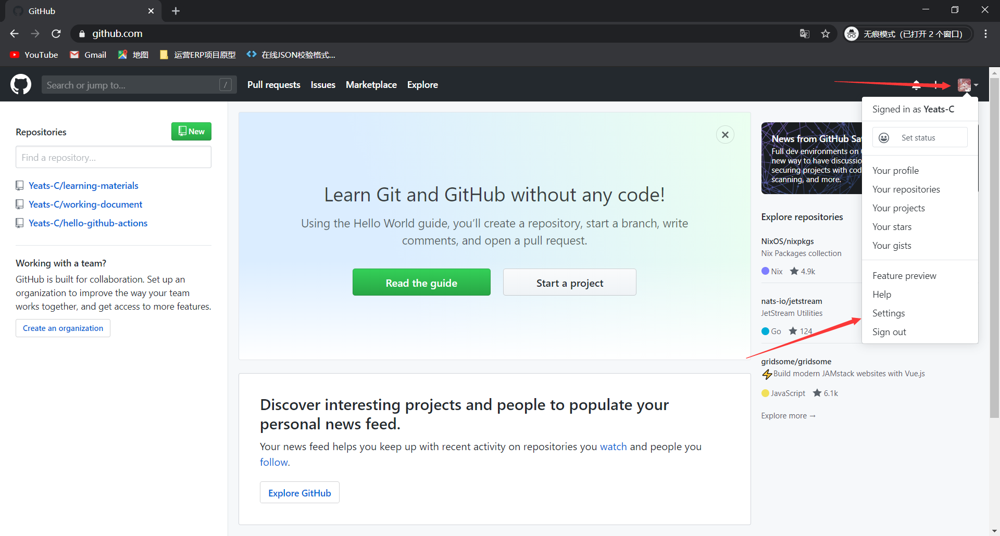 GitHub
github.com
无痕模式（已打开 2 个窗口）
YouTube
Gmail
地图
运营ERP项目原型
在线JSON校验格式...
Search or jump to...
/
Pull requests
Issues
Marketplace
Explore
Signed in as Yeats-C
Set status
Your profile
Your repositories
Your projects
Your stars
Your gists
Feature preview
Help
Settings
Sign out
Repositories
New
Find a repository...
Yeats-C/learning-materials
Yeats-C/working-document
Yeats-C/hello-github-actions
Working with a team?
GitHub is built for collaboration. Set up an
organization to improve the way your team
works together, and get access to more features.
Create an organization
Learn Git and GitHub without any code!
Using the Hello World guide, you’ll create a repository, start a branch, write
comments, and open a pull request.
Read the guide
Start a project
Discover interesting projects and people to populate your
personal news feed.
Your news feed helps you keep up with recent activity on repositories you watch and people you
follow.
Explore GitHub
News from GitHub Sat
Full dev environments on
new way to have discussio
securing projects with cod
scanning, and more.
Explore repositories
NixOS/nixpkgs
Nix Packages collection
Nix
4.9k
nats-io/jetstream
JetStream Utilities
Go
124
gridsome/gridsome
⚡Build modern JAMstack websites with Vue.js
JavaScript
6.1k
Explore more →